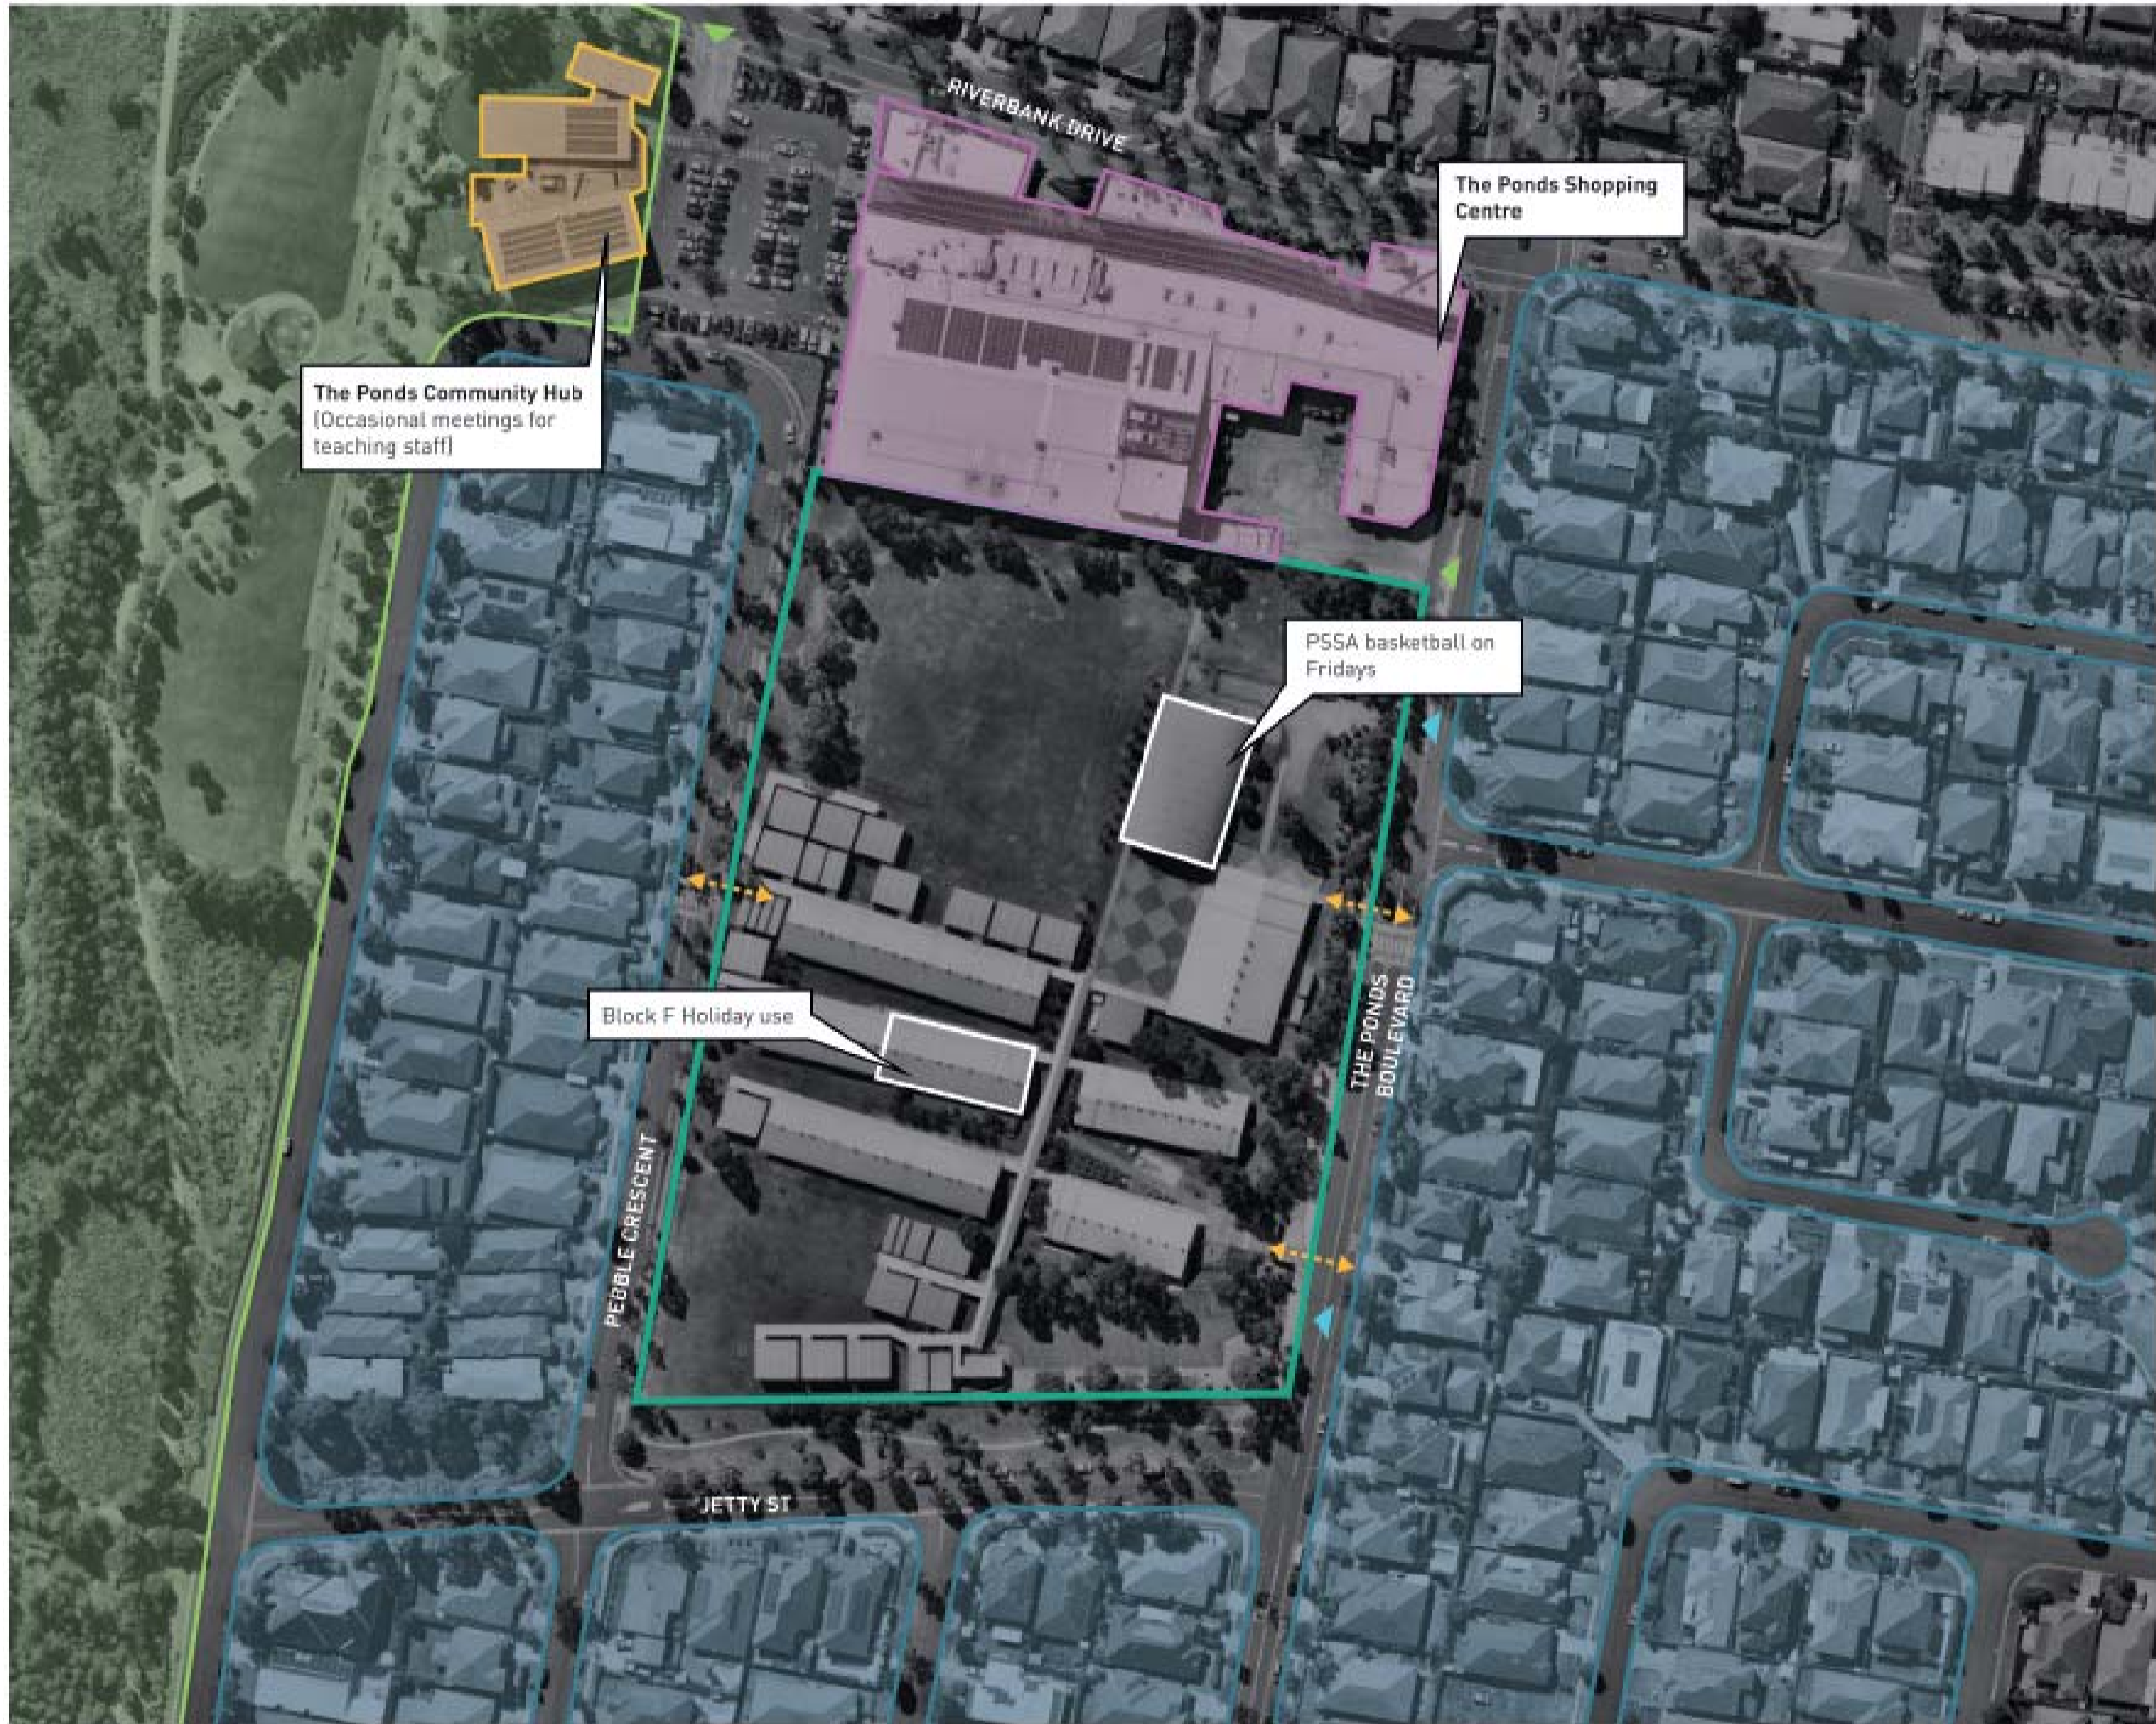 RIVERBANK DRIVE
The Ponds Shopping
Centre
The Ponds Community Hub
(Occasional meetings for
teaching staff)
PSSA basketball on
Fridays
Block F Holiday use
THE PONDS
BOULEVARD
PEBBLE CRESCENT
JETTY ST